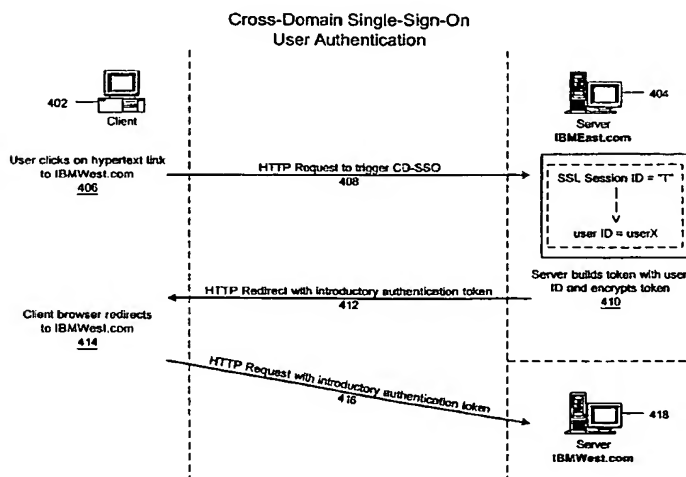 Cross-Domain Single-Sign-On
User Authentication
402
Client
404
Server
IBMEast.com
User clicks on hypertext link
to IBMWest.com
406
HTTP Request to trigger CD-SSO
408
SSL Session ID = "T"
user ID = userX
Server builds token with user
ID and encrypts token
410
HTTP Redirect with introductory authentication token
412
Client browser redirects
to IBMWest.com
414
HTTP Request with introductory authentication token
416
418
Server
IBMWest.com